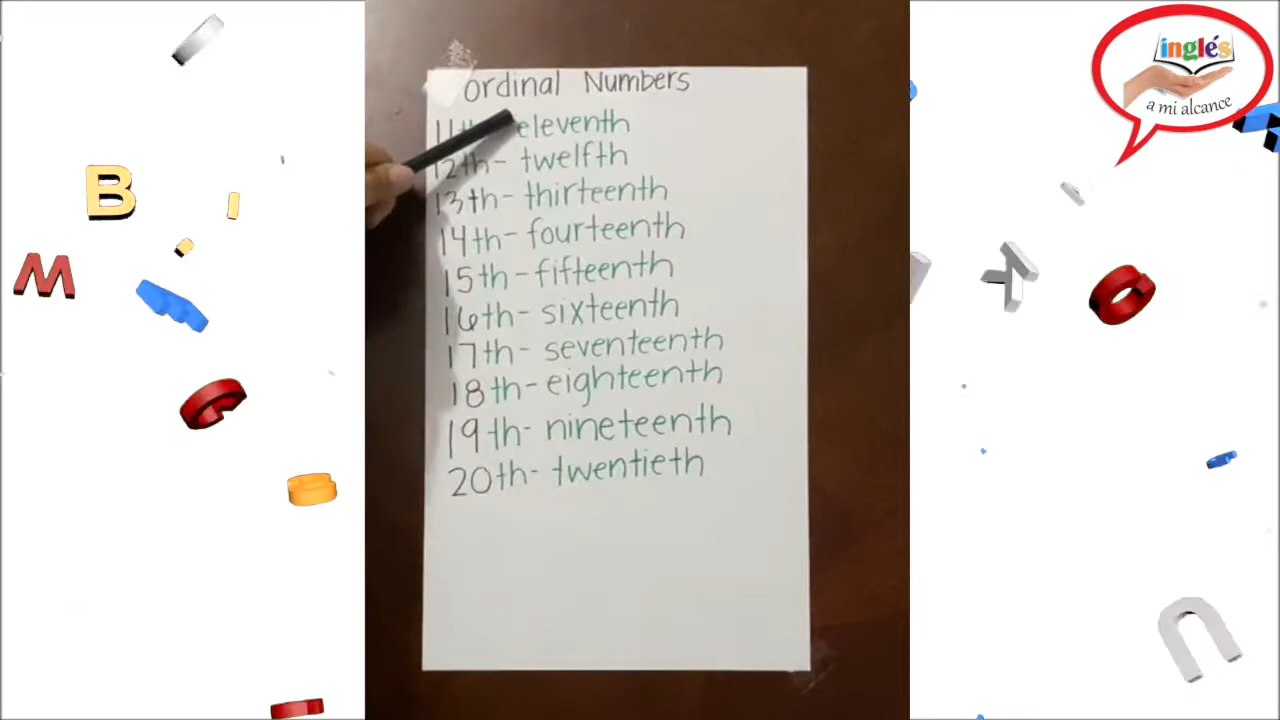 Ordinal Numbers
11th eleventh
12th- twelfth
13th- thirteenth
14th- fourteenth
15th- fifteenth
16th- sixteenth
17th- seventeenth
18th- eighteenth
19th- nineteenth
20th- twentieth
inglés
a mi alcance
B
M